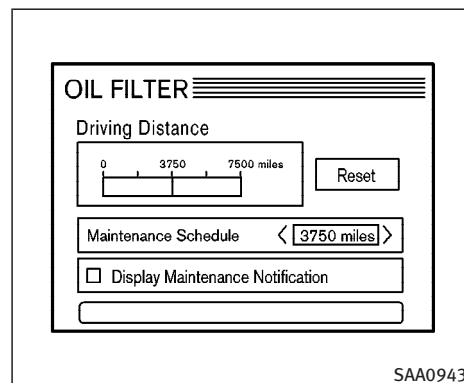 OIL FILTER
Driving Distance
0 3750 7500 miles
Reset
Maintenance Schedule < 3750 miles >
Display Maintenance Notification
SAA0943